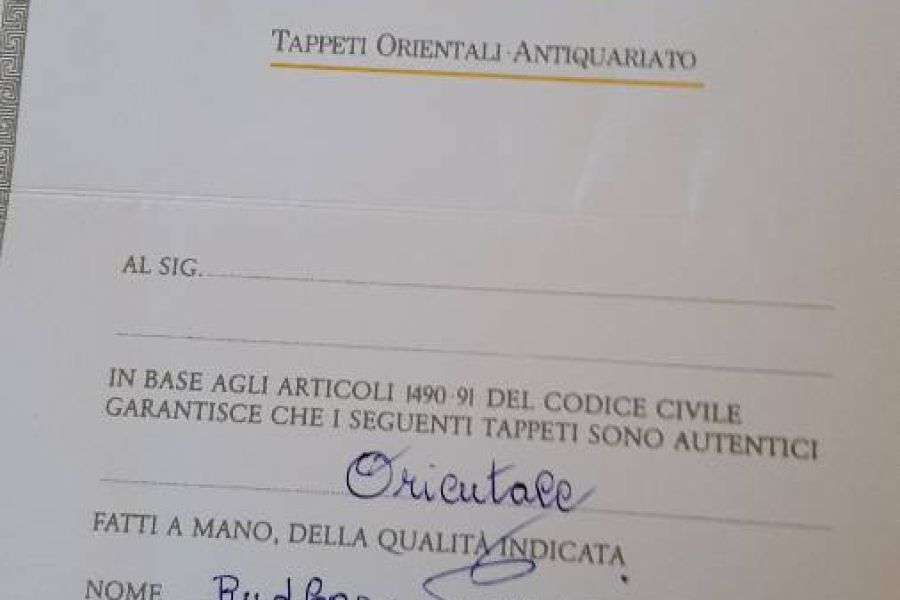 TAPPETI ORIENTALI · ANTIQUARIATO
AL SIG.
IN BASE AGLI ARTICOLI 1490-91 DEL CODICE CIVILE
GARANTISCE CHE I SEGUENTI TAPPETI SONO AUTENTICI
Orientale
FATTI A MANO, DELLA QUALITÀ INDICATA
NOME